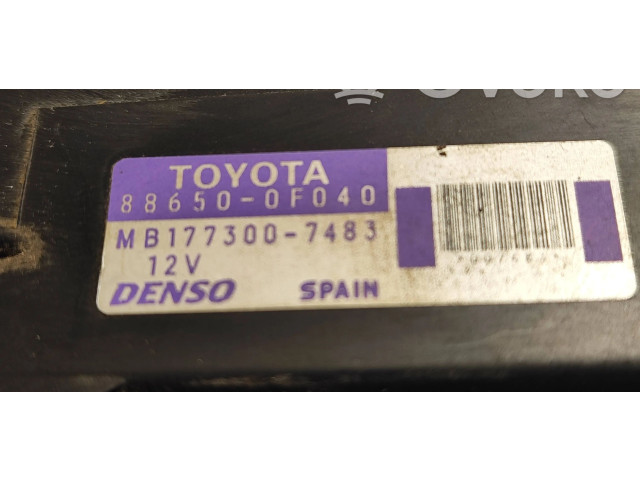 TOYOTA
88650-0F040
MB177300-7483
12V
DENSO SPAIN